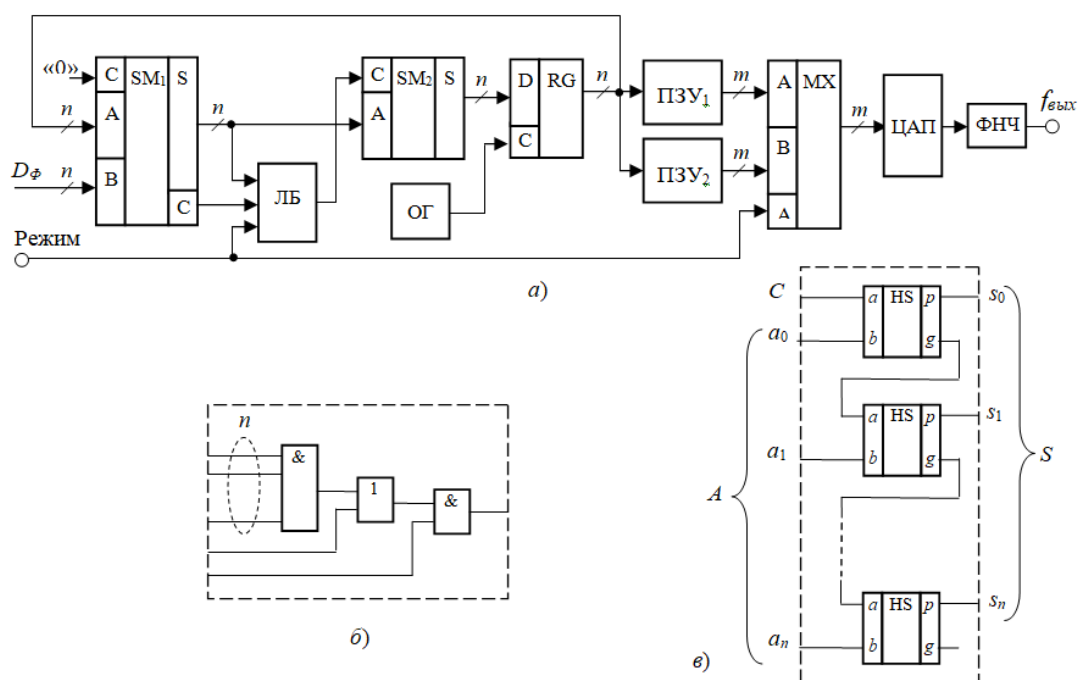 «0»
C
SM₁
S
A
B
C
n
n
D_Ф
n
Режим
ЛБ
C
SM₂
S
A
n
D
RG
C
n
ОГ
ПЗУ₁
ПЗУ₂
m
m
A
MX
B
A
m
ЦАП
ФНЧ
f_вых
а)
n
&
1
&
б)
C
a HS p
s₀
a₀
b g
a HS p
s₁
a₁
b g
A
S
a HS p
sₙ
aₙ
b g
в)